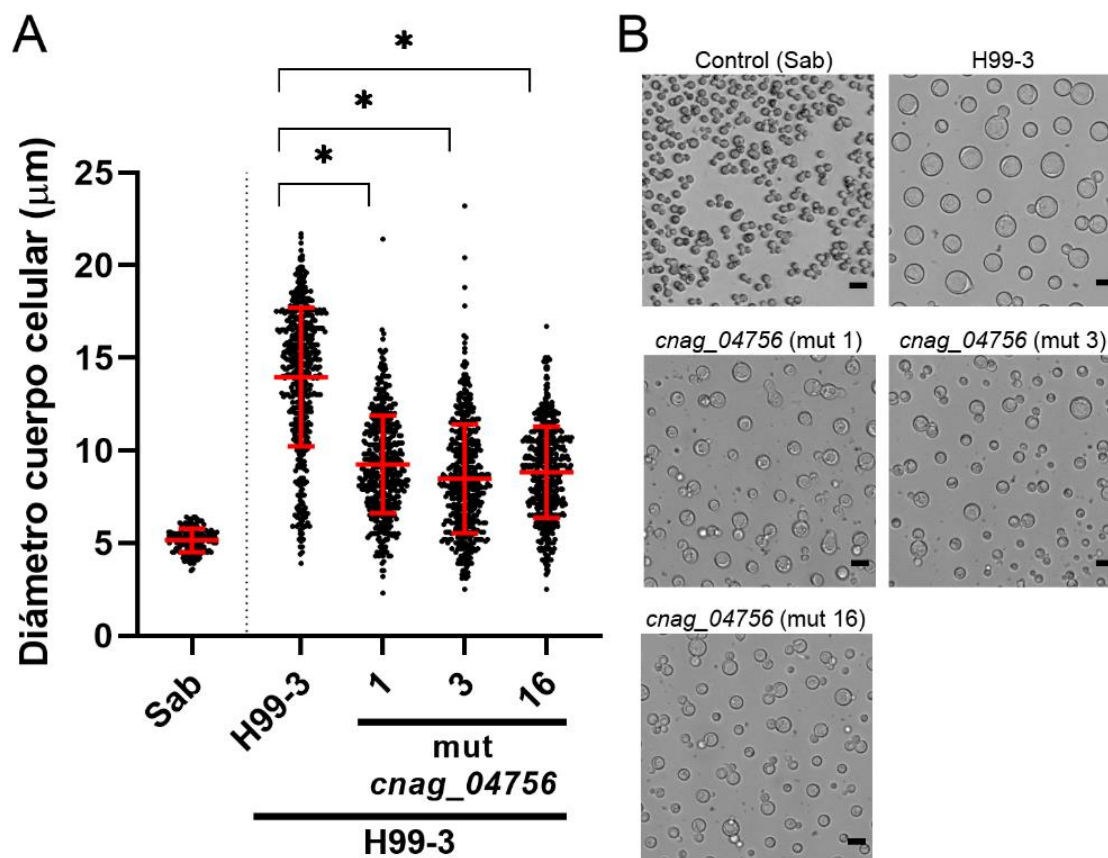 A
*
*
*
Diámetro cuerpo celular (μm)
25
20
15
10
5
0
Sab
H99-3
1
3
16
mut
cnag_04756
H99-3
B
Control (Sab)
H99-3
cnag_04756 (mut 1)
cnag_04756 (mut 3)
cnag_04756 (mut 16)